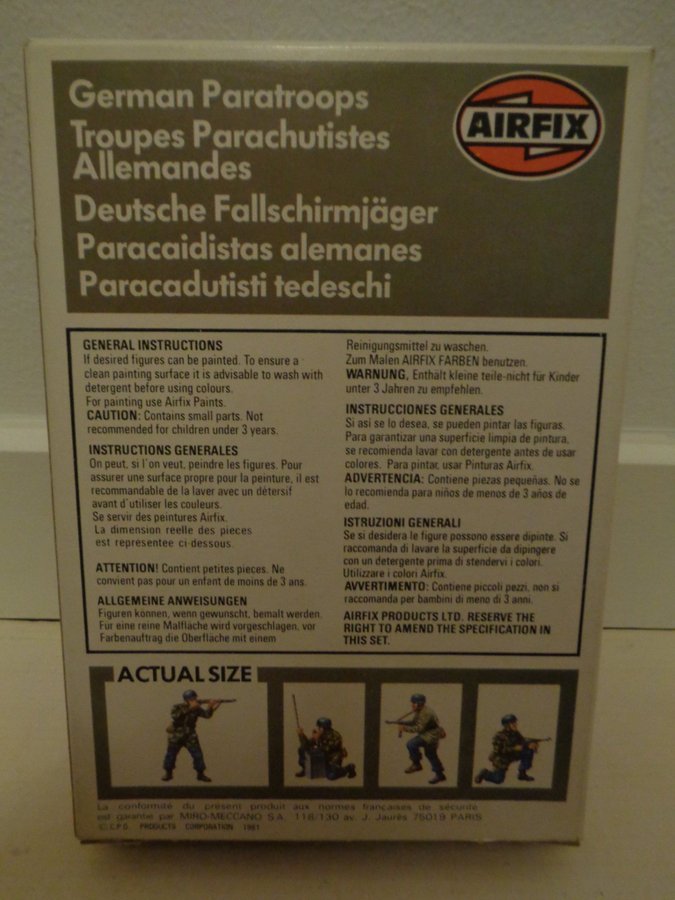 German Paratroops
Troupes Parachutistes
Allemandes
Deutsche Fallschirmjäger
Paracaidistas alemanes
Paracadutisti tedeschi
AIRFIX
GENERAL INSTRUCTIONS
If desired figures can be painted. To ensure a
clean painting surface it is advisable to wash with
detergent before using colours.
For painting use Airfix Paints.
CAUTION: Contains small parts. Not
recommended for children under 3 years.
INSTRUCTIONS GENERALES
On peut, si l'on veut, peindre les figures. Pour
assurer une surface propre pour la peinture, il est
recommandable de la laver avec un détersif
avant d'utiliser les couleurs.
Se servir des peintures Airfix.
La dimension reelle des pieces
est representee ci-dessous.
ATTENTION! Contient petites pieces. Ne
convient pas pour un enfant de moins de 3 ans.
ALLGEMEINE ANWEISUNGEN
Figuren können, wenn gewunscht, bemalt werden.
Für eine reine Malfläche wird vorgeschlagen, vor
Farbenauftrag die Oberfläche mit einem
Reinigungsmittel zu waschen.
Zum Malen AIRFIX FARBEN benutzen.
WARNUNG, Enthält kleine teile-nicht für Kinder
unter 3 Jahren zu empfehlen.
INSTRUCCIONES GENERALES
Si asi se lo desea, se pueden pintar las figuras.
Para garantizar una superficie limpia de pintura,
se recomienda lavar con detergente antes de usar
colores. Para pintar, usar Pinturas Airfix.
ADVERTENCIA: Contiene piezas pequeñas. No se
lo recomienda para niños de menos de 3 años de
edad.
ISTRUZIONI GENERALI
Se si desidera le figure possono essere dipinte. Si
raccomanda di lavare la superficie da dipingere
con un detergente prima di stendervi i colori.
Utilizzare i colori Airfix.
AVVERTIMENTO: Contiene piccoli pezzi, non si
raccomanda per bambini di meno di 3 anni.
AIRFIX PRODUCTS LTD. RESERVE THE
RIGHT TO AMEND THE SPECIFICATION IN
THIS SET.
ACTUAL SIZE
La conformité du présent produit aux normes françaises de sécurité
est garantie par MIRO-MECCANO S.A. 118/130 av. J. Jaurès 75019 PARIS
PRODUCTS CORPORATION 1981